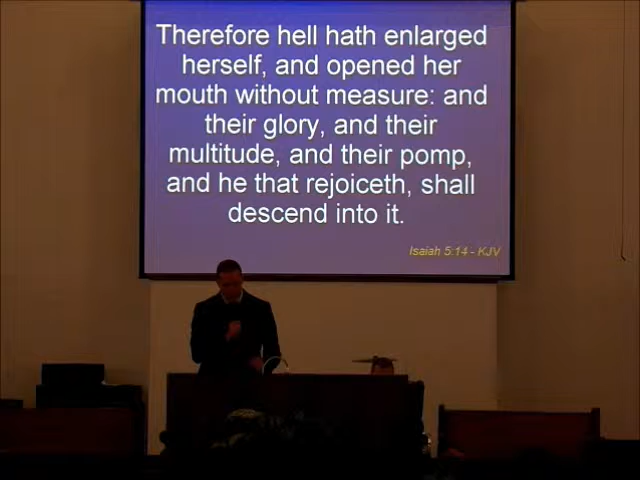 Therefore hell hath enlarged
herself, and opened her
mouth without measure: and
their glory, and their
multitude, and their pomp,
and he that rejoiceth, shall
descend into it.
Isaiah 5:14 - KJV